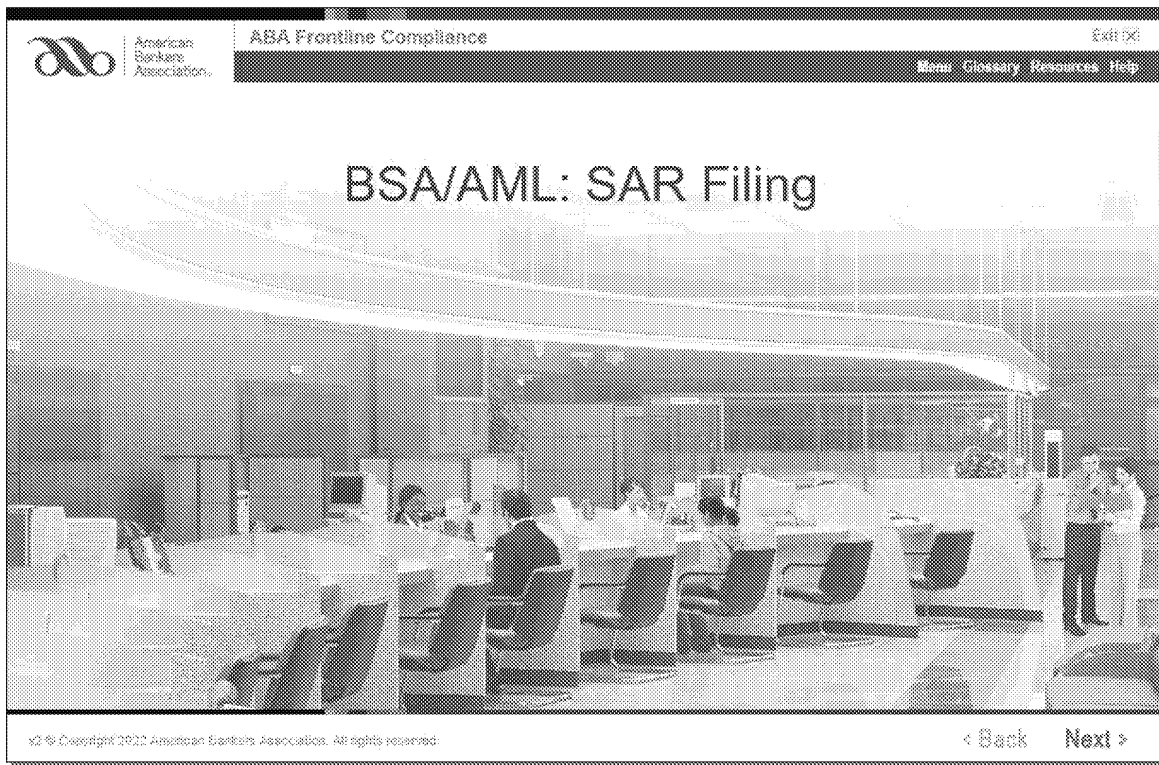 American
Bankers
Association.
ABA Frontline Compliance
Exit
Menu Glossary Resources Help
BSA/AML: SAR Filing
v2 © Copyright 2022 American Bankers Association. All rights reserved.
< Back Next >